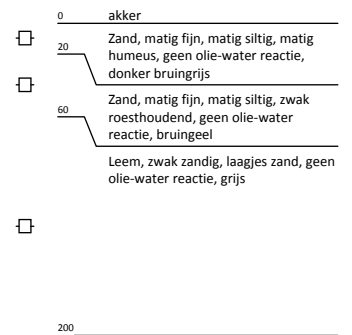 0 akker
Zand, matig fijn, matig siltig, matig
20
humeus, geen olie-water reactie,
donker bruingrijs
Zand, matig fijn, matig siltig, zwak
60
roesthoudend, geen olie-water
reactie, bruingeel
Leem, zwak zandig, laagjes zand, geen
olie-water reactie, grijs
200